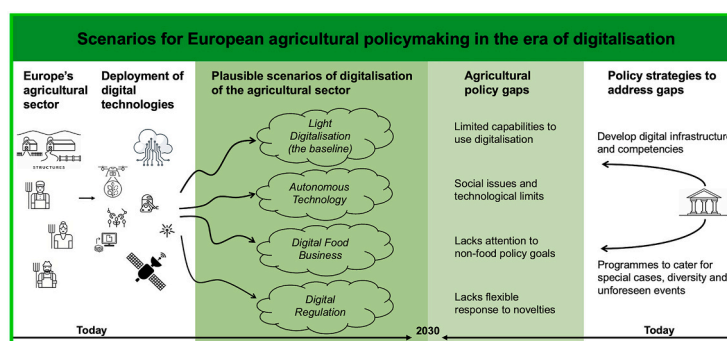 Scenarios for European agricultural policymaking in the era of digitalisation
Europe's
agricultural
sector
Deployment of
digital
technologies
Plausible scenarios of digitalisation
of the agricultural sector
Agricultural
policy gaps
Policy strategies to
address gaps
STRUCTURES
Light
Digitalisation
(the baseline)
Autonomous
Technology
Digital Food
Business
Digital
Regulation
Limited capabilities to
use digitalisation
Social issues and
technological limits
Lacks attention to
non-food policy goals
Lacks flexible
response to novelties
Develop digital infrastructure
and competencies
Programmes to cater for
special cases, diversity and
unforeseen events
Today
2030
Today